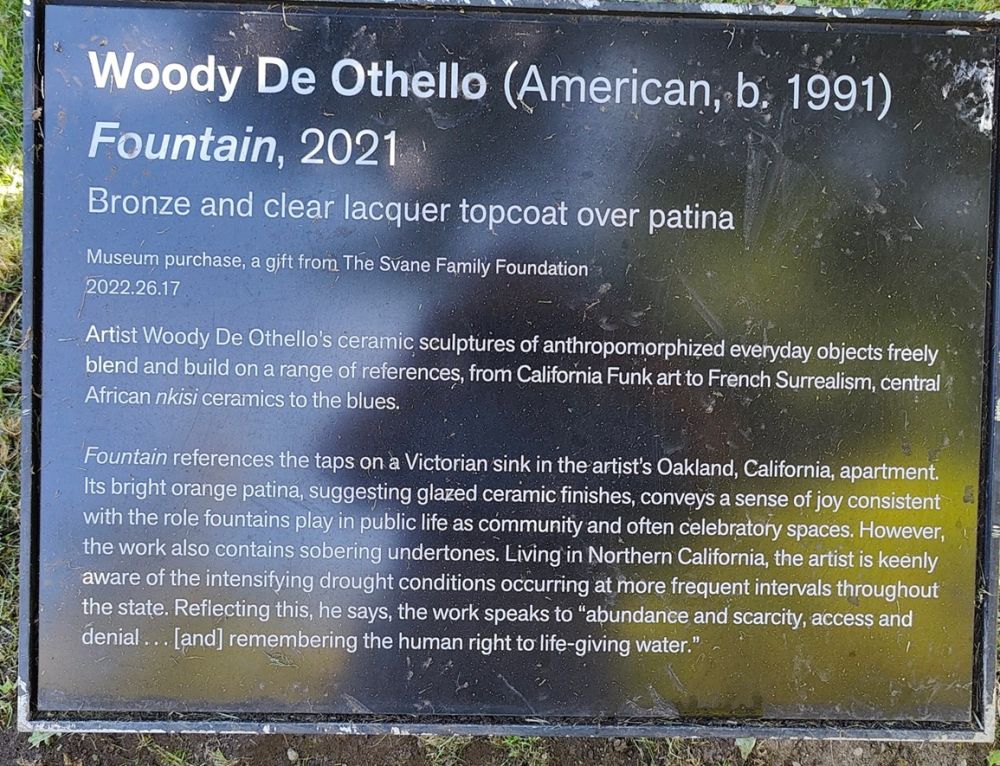 Woody De Othello (American, b. 1991)
Fountain, 2021
Bronze and clear lacquer topcoat over patina
Museum purchase, a gift from The Svane Family Foundation
2022.26.17
Artist Woody De Othello's ceramic sculptures of anthropomorphized everyday objects freely
blend and build on a range of references, from California Funk art to French Surrealism, central
African nkisi ceramics to the blues.
Fountain references the taps on a Victorian sink in the artist's Oakland, California, apartment.
Its bright orange patina, suggesting glazed ceramic finishes, conveys a sense of joy consistent
with the role fountains play in public life as community and often celebratory spaces. However,
the work also contains sobering undertones. Living in Northern California, the artist is keenly
aware of the intensifying drought conditions occurring at more frequent intervals throughout
the state. Reflecting this, he says, the work speaks to “abundance and scarcity, access and
denial . . . [and] remembering the human right to life-giving water.”